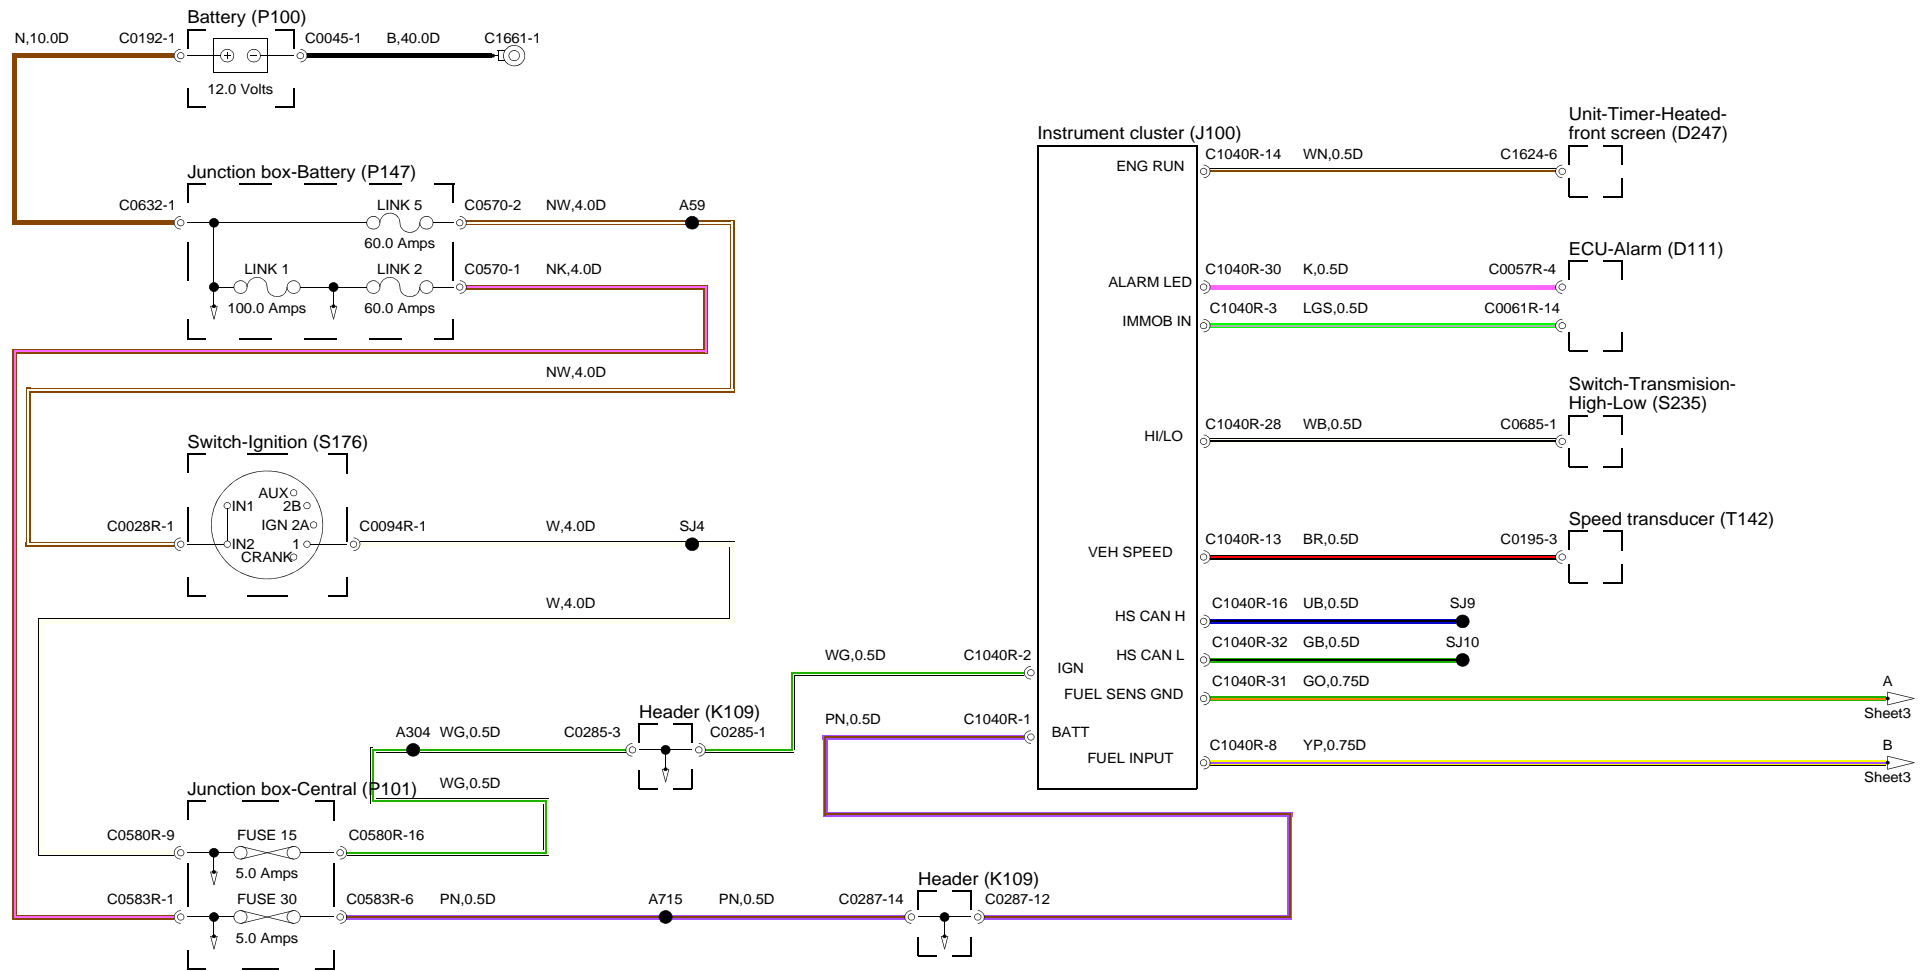 Battery (P100)
N,10.0D
C0192-1
C0045-1
B,40.0D
C1661-1
12.0 Volts
Junction box-Battery (P147)
C0632-1
LINK 5
60.0 Amps
C0570-2
NW,4.0D
A59
LINK 1
100.0 Amps
LINK 2
60.0 Amps
C0570-1
NK,4.0D
NW,4.0D
Switch-Ignition (S176)
C0028R-1
AUX
IN1
2B
IGN 2A
IN2
1
CRANK
C0094R-1
W,4.0D
SJ4
W,4.0D
Junction box-Central (P101)
C0580R-9
FUSE 15
5.0 Amps
C0580R-16
WG,0.5D
A304
WG,0.5D
C0285-3
Header (K109)
C0285-1
WG,0.5D
C1040R-2
C0583R-1
FUSE 30
5.0 Amps
C0583R-6
PN,0.5D
A715
PN,0.5D
C0287-14
Header (K109)
C0287-12
PN,0.5D
C1040R-1
Instrument cluster (J100)
ENG RUN
C1040R-14
WN,0.5D
C1624-6
Unit-Timer-Heated-
front screen (D247)
ALARM LED
C1040R-30
K,0.5D
C0057R-4
ECU-Alarm (D111)
IMMOB IN
C1040R-3
LGS,0.5D
C0061R-14
HI/LO
C1040R-28
WB,0.5D
C0685-1
Switch-Transmision-
High-Low (S235)
VEH SPEED
C1040R-13
BR,0.5D
C0195-3
Speed transducer (T142)
HS CAN H
C1040R-16
UB,0.5D
SJ9
HS CAN L
C1040R-32
GB,0.5D
SJ10
IGN
FUEL SENS GND
C1040R-31
GO,0.75D
A
Sheet3
BATT
FUEL INPUT
C1040R-8
YP,0.75D
B
Sheet3